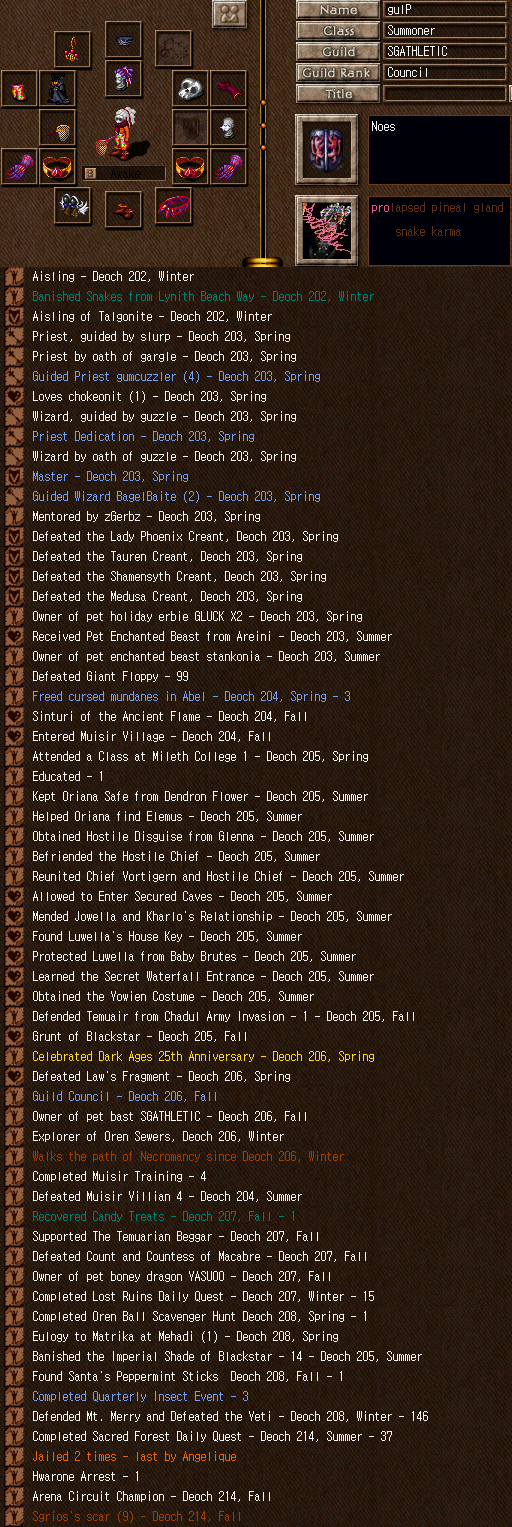 Name gulP
Class Summoner
Guild SGATHLETIC
Guild Rank Council
Title
Awake
Noes
prolapsed pineal gland
snake karma
Aisling - Deoch 202, Winter
Banished Snakes from Lynith Beach Way - Deoch 202, Winter
Aisling of Talgonite - Deoch 202, Winter
Priest, guided by slurp - Deoch 203, Spring
Priest by oath of gargle - Deoch 203, Spring
Guided Priest gumcuzzler (4) - Deoch 203, Spring
Loves chokeonit (1) - Deoch 203, Spring
Wizard, guided by guzzle - Deoch 203, Spring
Priest Dedication - Deoch 203, Spring
Wizard by oath of guzzle - Deoch 203, Spring
Master - Deoch 203, Spring
Guided Wizard BagelBaite (2) - Deoch 203, Spring
Mentored by zGerbz - Deoch 203, Spring
Defeated the Lady Phoenix Creant, Deoch 203, Spring
Defeated the Tauren Creant, Deoch 203, Spring
Defeated the Shamensyth Creant, Deoch 203, Spring
Defeated the Medusa Creant, Deoch 203, Spring
Owner of pet holiday erbie GLUCK X2 - Deoch 203, Spring
Received Pet Enchanted Beast from Areini - Deoch 203, Summer
Owner of pet enchanted beast stankonia - Deoch 203, Summer
Defeated Giant Floppy - 99
Freed cursed mundanes in Abel - Deoch 204, Spring - 3
Sinturi of the Ancient Flame - Deoch 204, Fall
Entered Muisir Village - Deoch 204, Fall
Attended a Class at Mileth College 1 - Deoch 205, Spring
Educated - 1
Kept Oriana Safe from Dendron Flower - Deoch 205, Summer
Helped Oriana find Elemus - Deoch 205, Summer
Obtained Hostile Disguise from Glenna - Deoch 205, Summer
Befriended the Hostile Chief - Deoch 205, Summer
Reunited Chief Vortigern and Hostile Chief - Deoch 205, Summer
Allowed to Enter Secured Caves - Deoch 205, Summer
Mended Jowella and Kharlo's Relationship - Deoch 205, Summer
Found Luwella's House Key - Deoch 205, Summer
Protected Luwella from Baby Brutes - Deoch 205, Summer
Learned the Secret Waterfall Entrance - Deoch 205, Summer
Obtained the Yowien Costume - Deoch 205, Summer
Defended Temuair from Chadul Army Invasion - 1 - Deoch 205, Fall
Grunt of Blackstar - Deoch 205, Fall
Celebrated Dark Ages 25th Anniversary - Deoch 206, Spring
Defeated Law's Fragment - Deoch 206, Spring
Guild Council - Deoch 206, Fall
Owner of pet bast SGATHLETIC - Deoch 206, Fall
Explorer of Oren Sewers, Deoch 206, Winter
Walks the path of Necromancy since Deoch 206, Winter
Completed Muisir Training - 4
Defeated Muisir Villian 4 - Deoch 204, Summer
Recovered Candy Treats - Deoch 207, Fall - 1
Supported The Temuarian Beggar - Deoch 207, Fall
Defeated Count and Countess of Macabre - Deoch 207, Fall
Owner of pet boney dragon YASUOO - Deoch 207, Fall
Completed Lost Ruins Daily Quest - Deoch 207, Winter - 15
Completed Oren Ball Scavenger Hunt Deoch 208, Spring - 1
Eulogy to Matrika at Mehadi (1) - Deoch 208, Spring
Banished the Imperial Shade of Blackstar - 14 - Deoch 205, Summer
Found Santa's Peppermint Sticks  Deoch 208, Fall - 1
Completed Quarterly Insect Event - 3
Defended Mt. Merry and Defeated the Yeti - Deoch 208, Winter - 146
Completed Sacred Forest Daily Quest - Deoch 214, Summer - 37
Jailed 2 times - last by Angelique
Hwarone Arrest - 1
Arena Circuit Champion - Deoch 214, Fall
Sgrios's scar (9) - Deoch 214, Fall